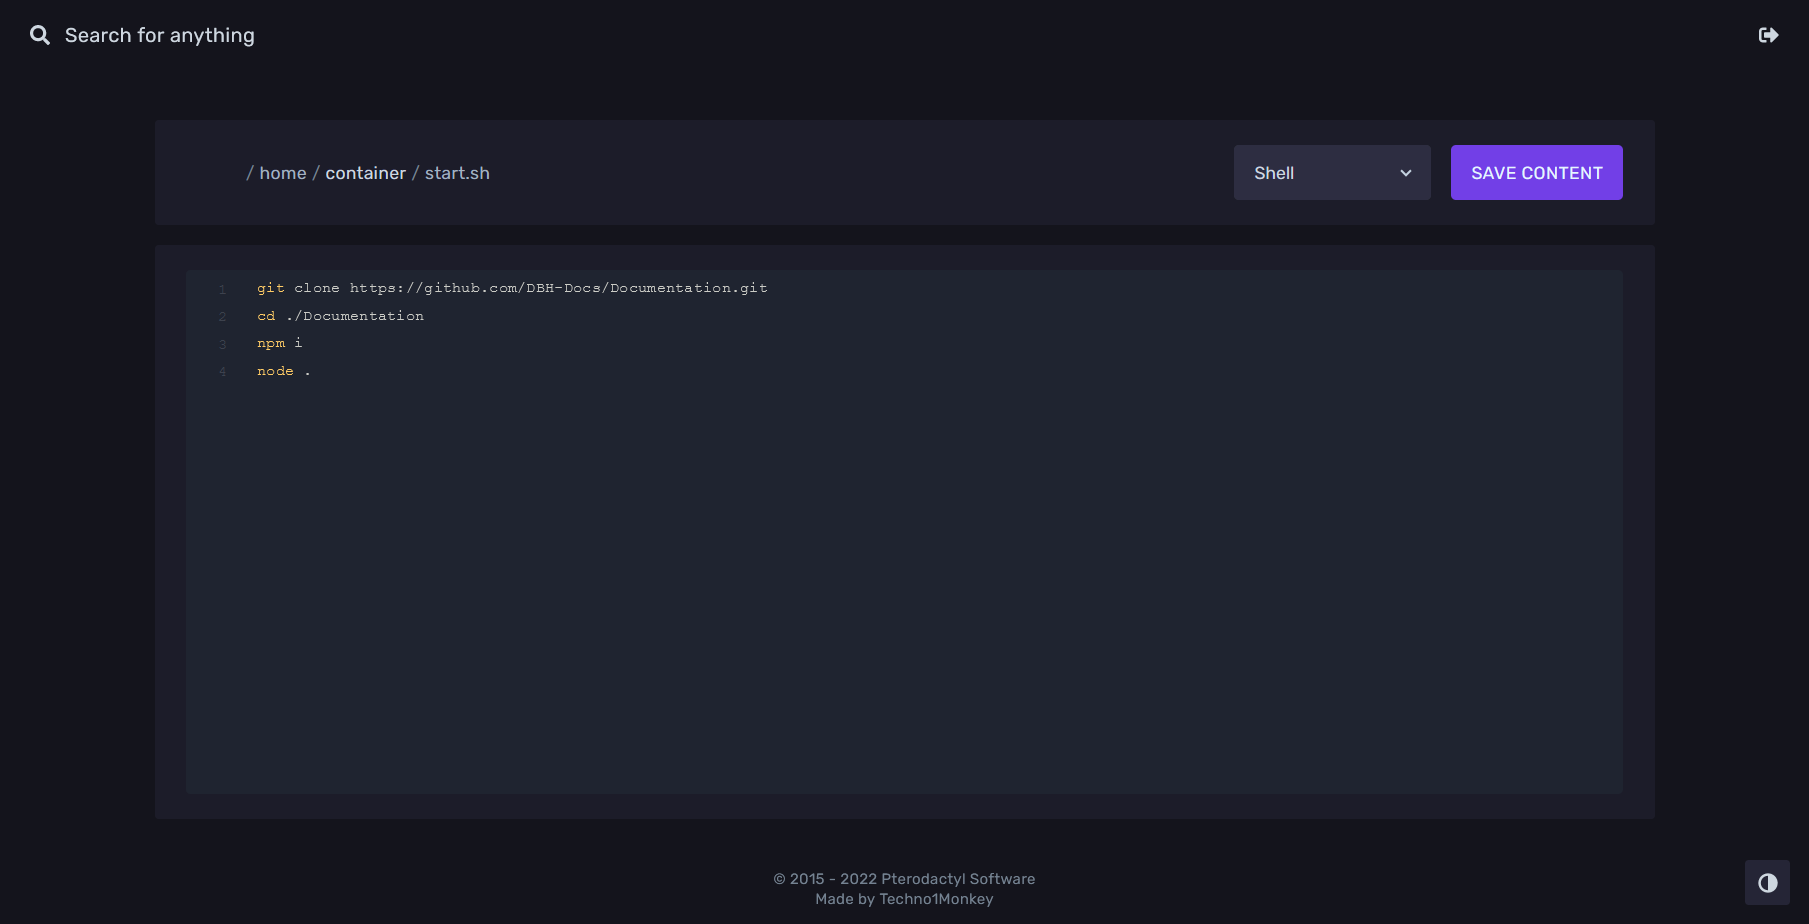 Search for anything
/ home / container / start.sh
Shell
SAVE CONTENT
1 git clone https://github.com/DBH-Docs/Documentation.git
2 cd ./Documentation
3 npm i
4 node .
© 2015 - 2022 Pterodactyl Software
Made by Techno1Monkey